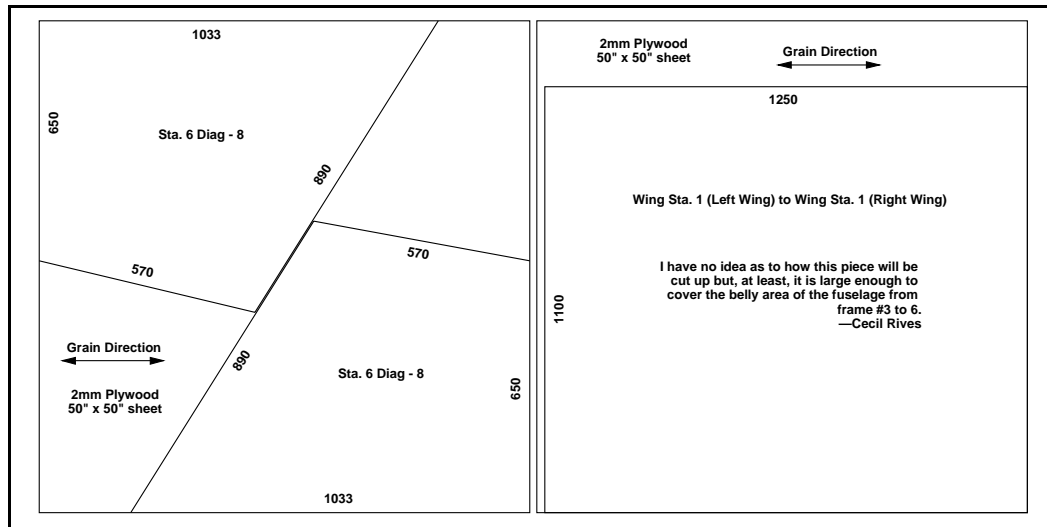 1033
650
Sta. 6 Diag - 8
890
570
570
Grain Direction
890
2mm Plywood
50" x 50" sheet
Sta. 6 Diag - 8
650
1033
2mm Plywood
50" x 50" sheet
Grain Direction
1250
Wing Sta. 1 (Left Wing) to Wing Sta. 1 (Right Wing)
I have no idea as to how this piece will be
cut up but, at least, it is large enough to
cover the belly area of the fuselage from
frame #3 to 6.
—Cecil Rives
1100